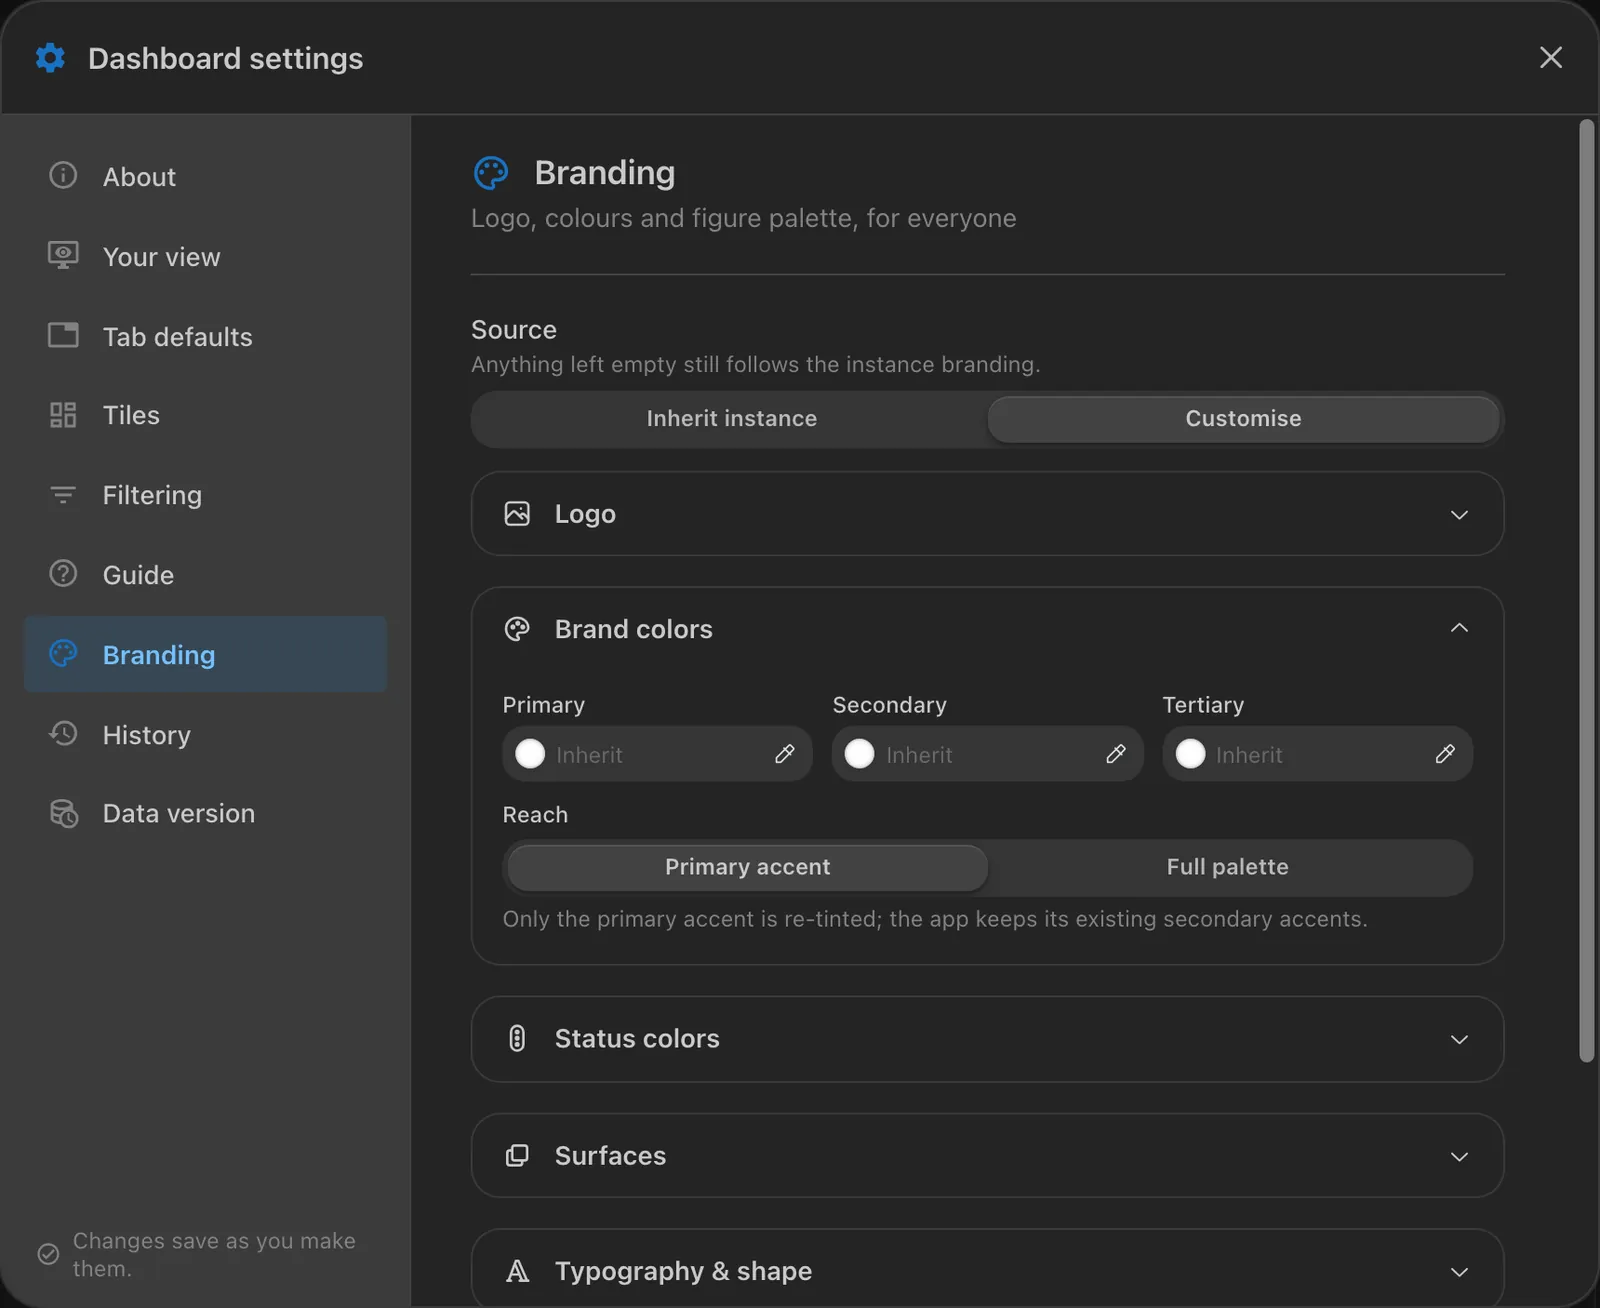 Dashboard settings
About
Your view
Tab defaults
Tiles
Filtering
Guide
Branding
History
Data version
Changes save as you make
them.
Branding
Logo, colours and figure palette, for everyone
Source
Anything left empty still follows the instance branding.
Inherit instance
Customise
Logo
Brand colors
Primary
Secondary
Tertiary
Inherit
Inherit
Inherit
Reach
Primary accent
Full palette
Only the primary accent is re-tinted; the app keeps its existing secondary accents.
Status colors
Surfaces
Typography & shape